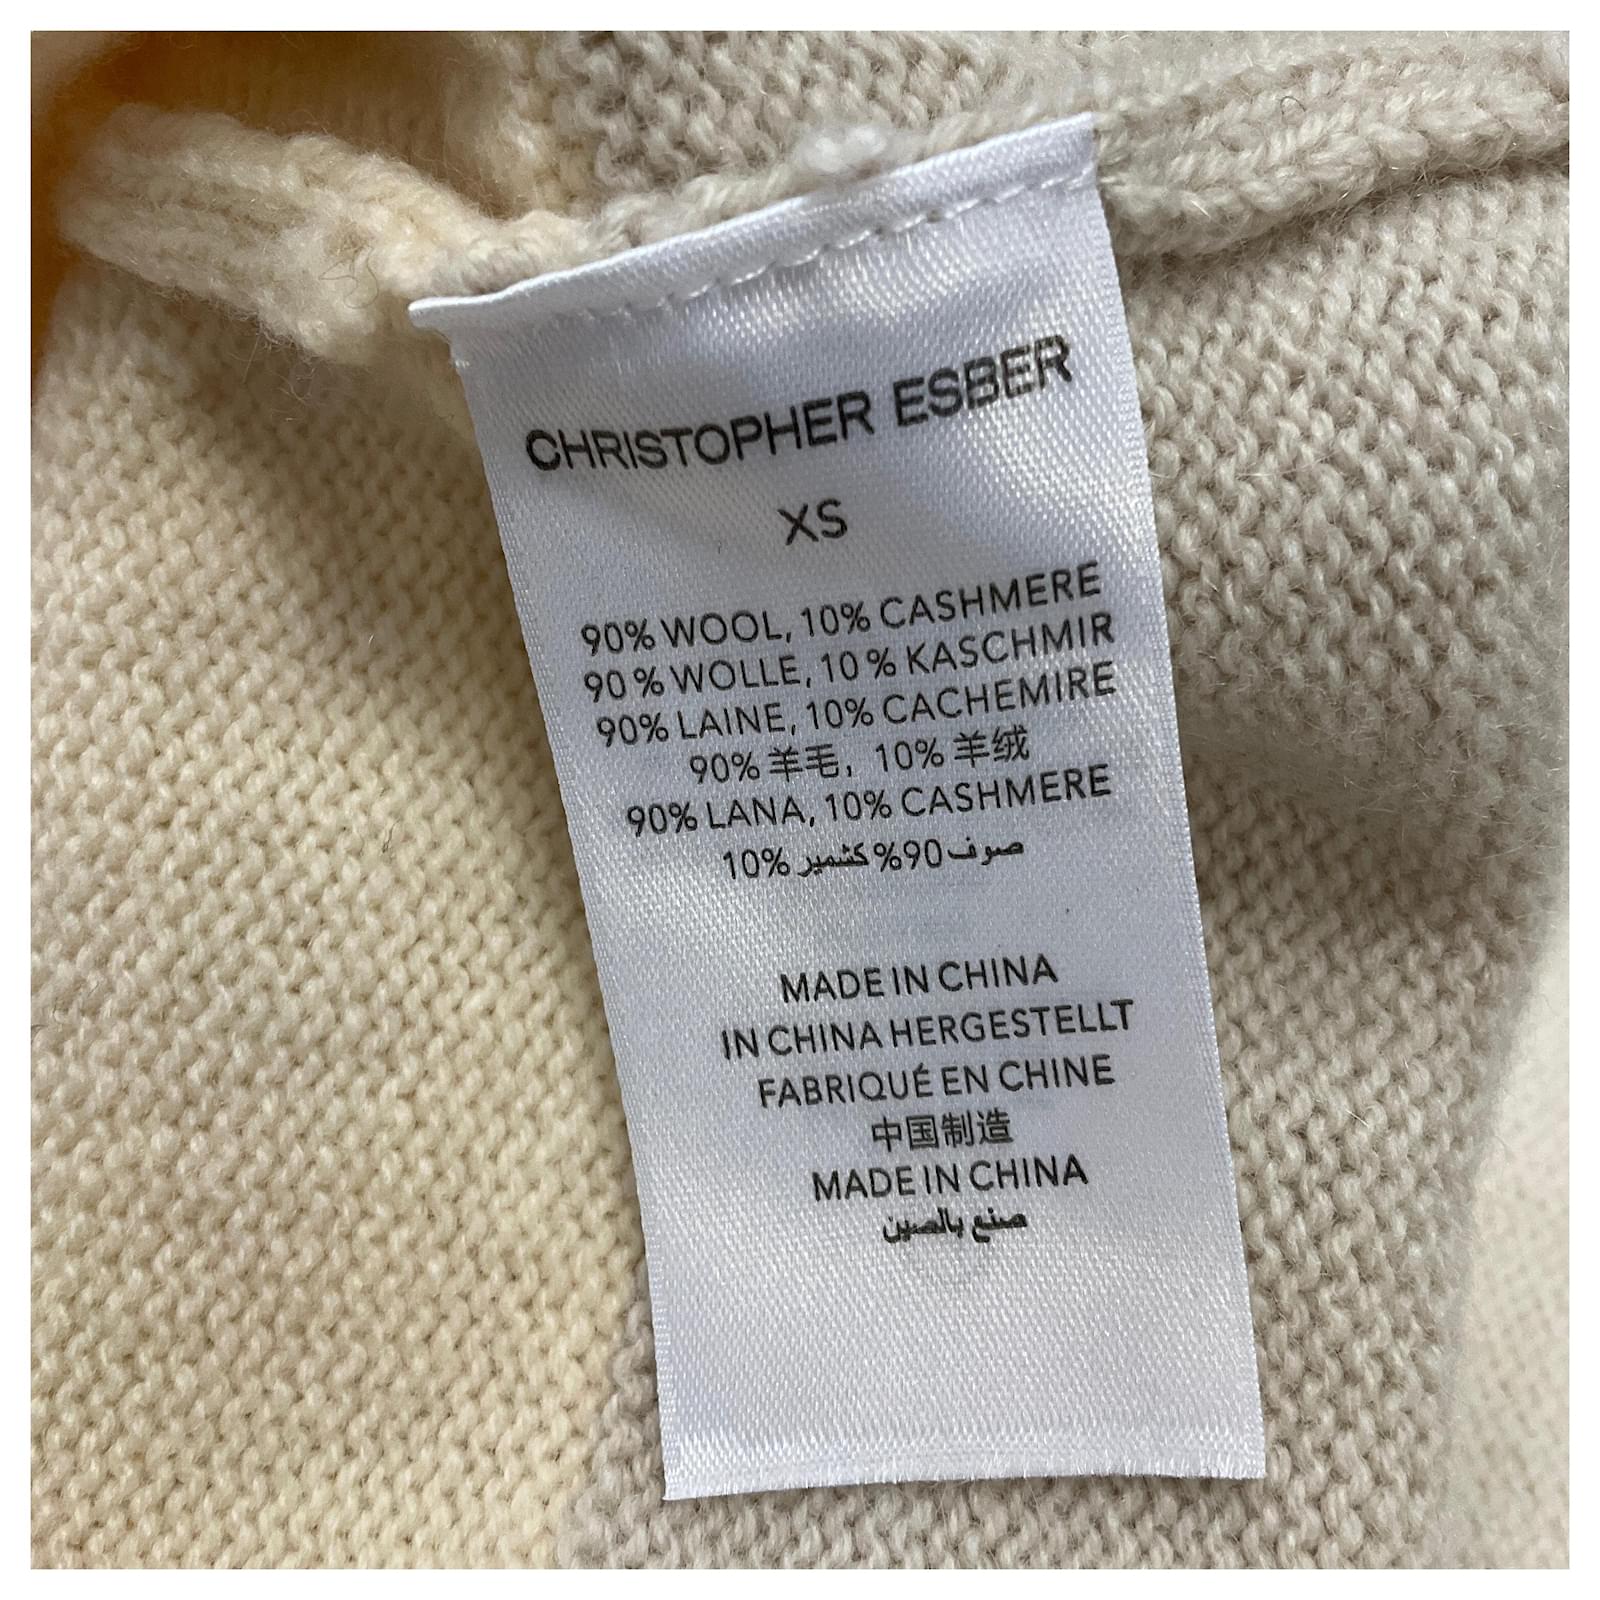 CHRISTOPHER ESBER
XS
90% WOOL, 10% CASHMERE
90 % WOLLE, 10 % KASCHMIR
90% LAINE, 10% CACHEMIRE
90% 羊毛, 10% 羊绒
90% LANA, 10% CASHMERE
صوف 90% كشمير 10%
MADE IN CHINA
IN CHINA HERGESTELLT
FABRIQUÉ EN CHINE
中国制造
MADE IN CHINA
صنع بالصين